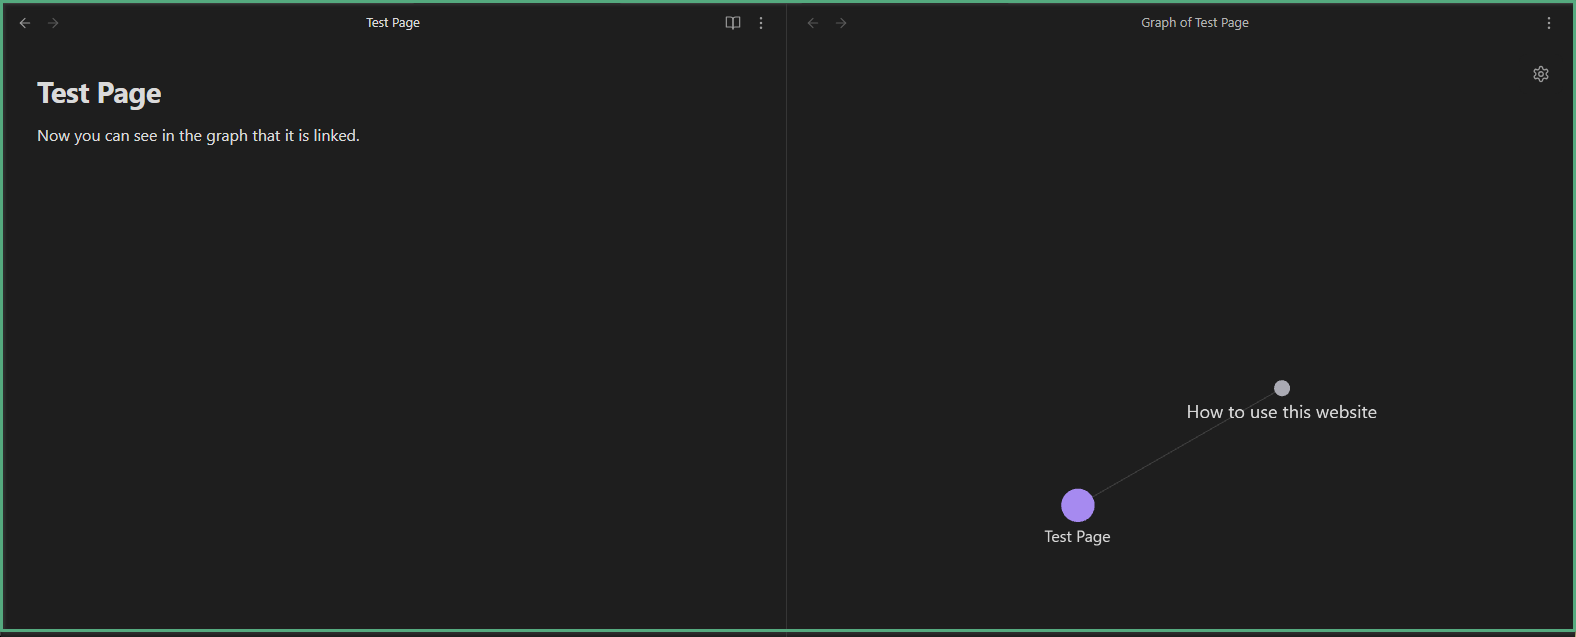 Test Page
Test Page
Now you can see in the graph that it is linked.
Graph of Test Page
How to use this website
Test Page